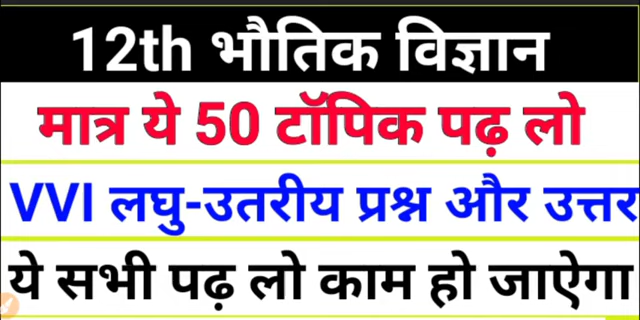 12th भौतिक विज्ञान
मात्र ये 50 टॉपिक पढ़ लो
VVI लघु-उतरीय प्रश्न और उत्तर
ये सभी पढ़ लो काम हो जाऐगा